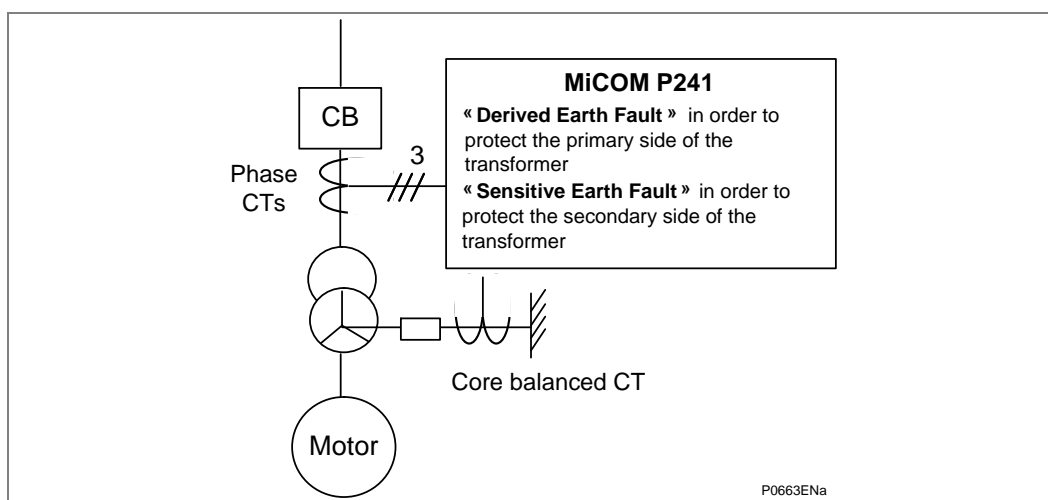 MiCOM P241
« Derived Earth Fault » in order to
protect the primary side of the
transformer
« Sensitive Earth Fault » in order to
protect the secondary side of the
transformer
CB
3
Phase
CTs
Core balanced CT
Motor
P0663ENa